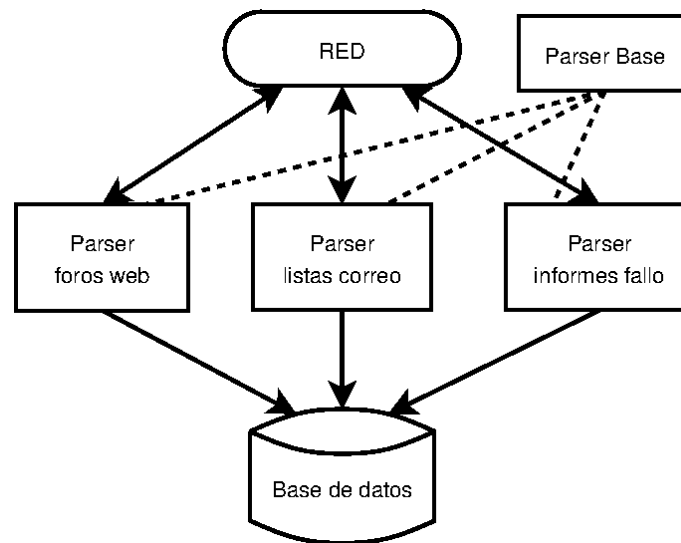 RED
Parser Base
Parser
foros web
Parser
listas correo
Parser
informes fallo
Base de datos